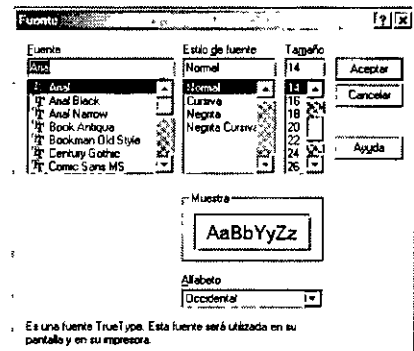 Fuente
Fuente Estilo de fuente Tamaño
Arial Normal 14 Aceptar
Arial Normal 14 Cancelar
Arial Black Cursiva 16
Arial Narrow Negrita 18
Book Antiqua Negrita Cursiva 20 Ayuda
Bookman Old Style 22
Century Gothic 24
Comic Sans MS 26
Muestra
AaBbYyZz
Alfabeto
Occidental
Es una fuente TrueType. Esta fuente será utilizada en su
pantalla y en su impresora.